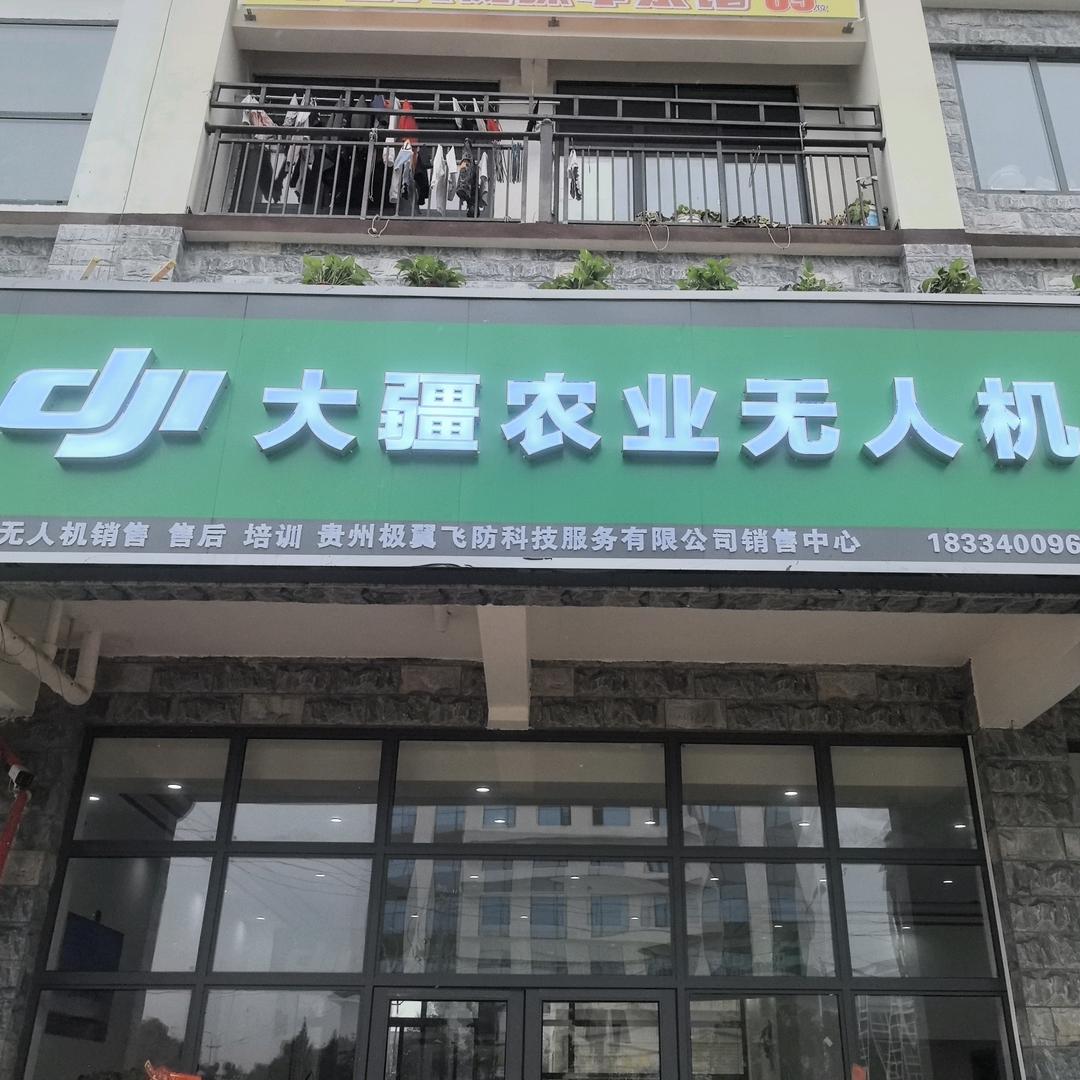 dji 大疆农业无人机
无人机销售 售后 培训 贵州极翼飞防科技服务有限公司销售中心 183340096